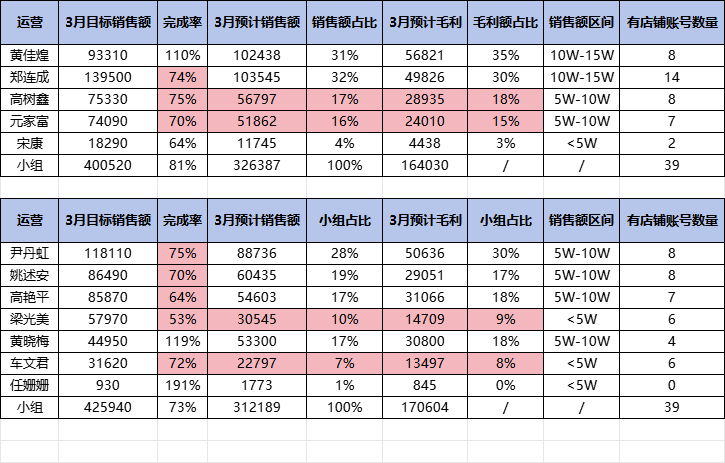 运营 3月目标销售额 完成率 3月预计销售额 销售额占比 3月预计毛利 毛利额占比 销售额区间 有店铺账号数量
黄佳煌 93310 110% 102438 31% 56821 35% 10W-15W 8
郑连成 139500 74% 103545 32% 49826 30% 10W-15W 14
高树鑫 75330 75% 56797 17% 28935 18% 5W-10W 8
元家富 74090 70% 51862 16% 24010 15% 5W-10W 7
宋康 18290 64% 11745 4% 4438 3% <5W 2
小组 400520 81% 326387 100% 164030 / / 39
运营 3月目标销售额 完成率 3月预计销售额 小组占比 3月预计毛利 小组占比 销售额区间 有店铺账号数量
尹丹虹 118110 75% 88736 28% 50636 30% 5W-10W 8
姚述安 86490 70% 60435 19% 29051 17% 5W-10W 8
高艳平 85870 64% 54603 17% 31066 18% 5W-10W 7
梁光美 57970 53% 30545 10% 14709 9% <5W 6
黄晓梅 44950 119% 53300 17% 30800 18% 5W-10W 4
车文君 31620 72% 22797 7% 13497 8% <5W 6
任姗姗 930 191% 1773 1% 845 0% <5W 0
小组 425940 73% 312189 100% 170604 / / 39